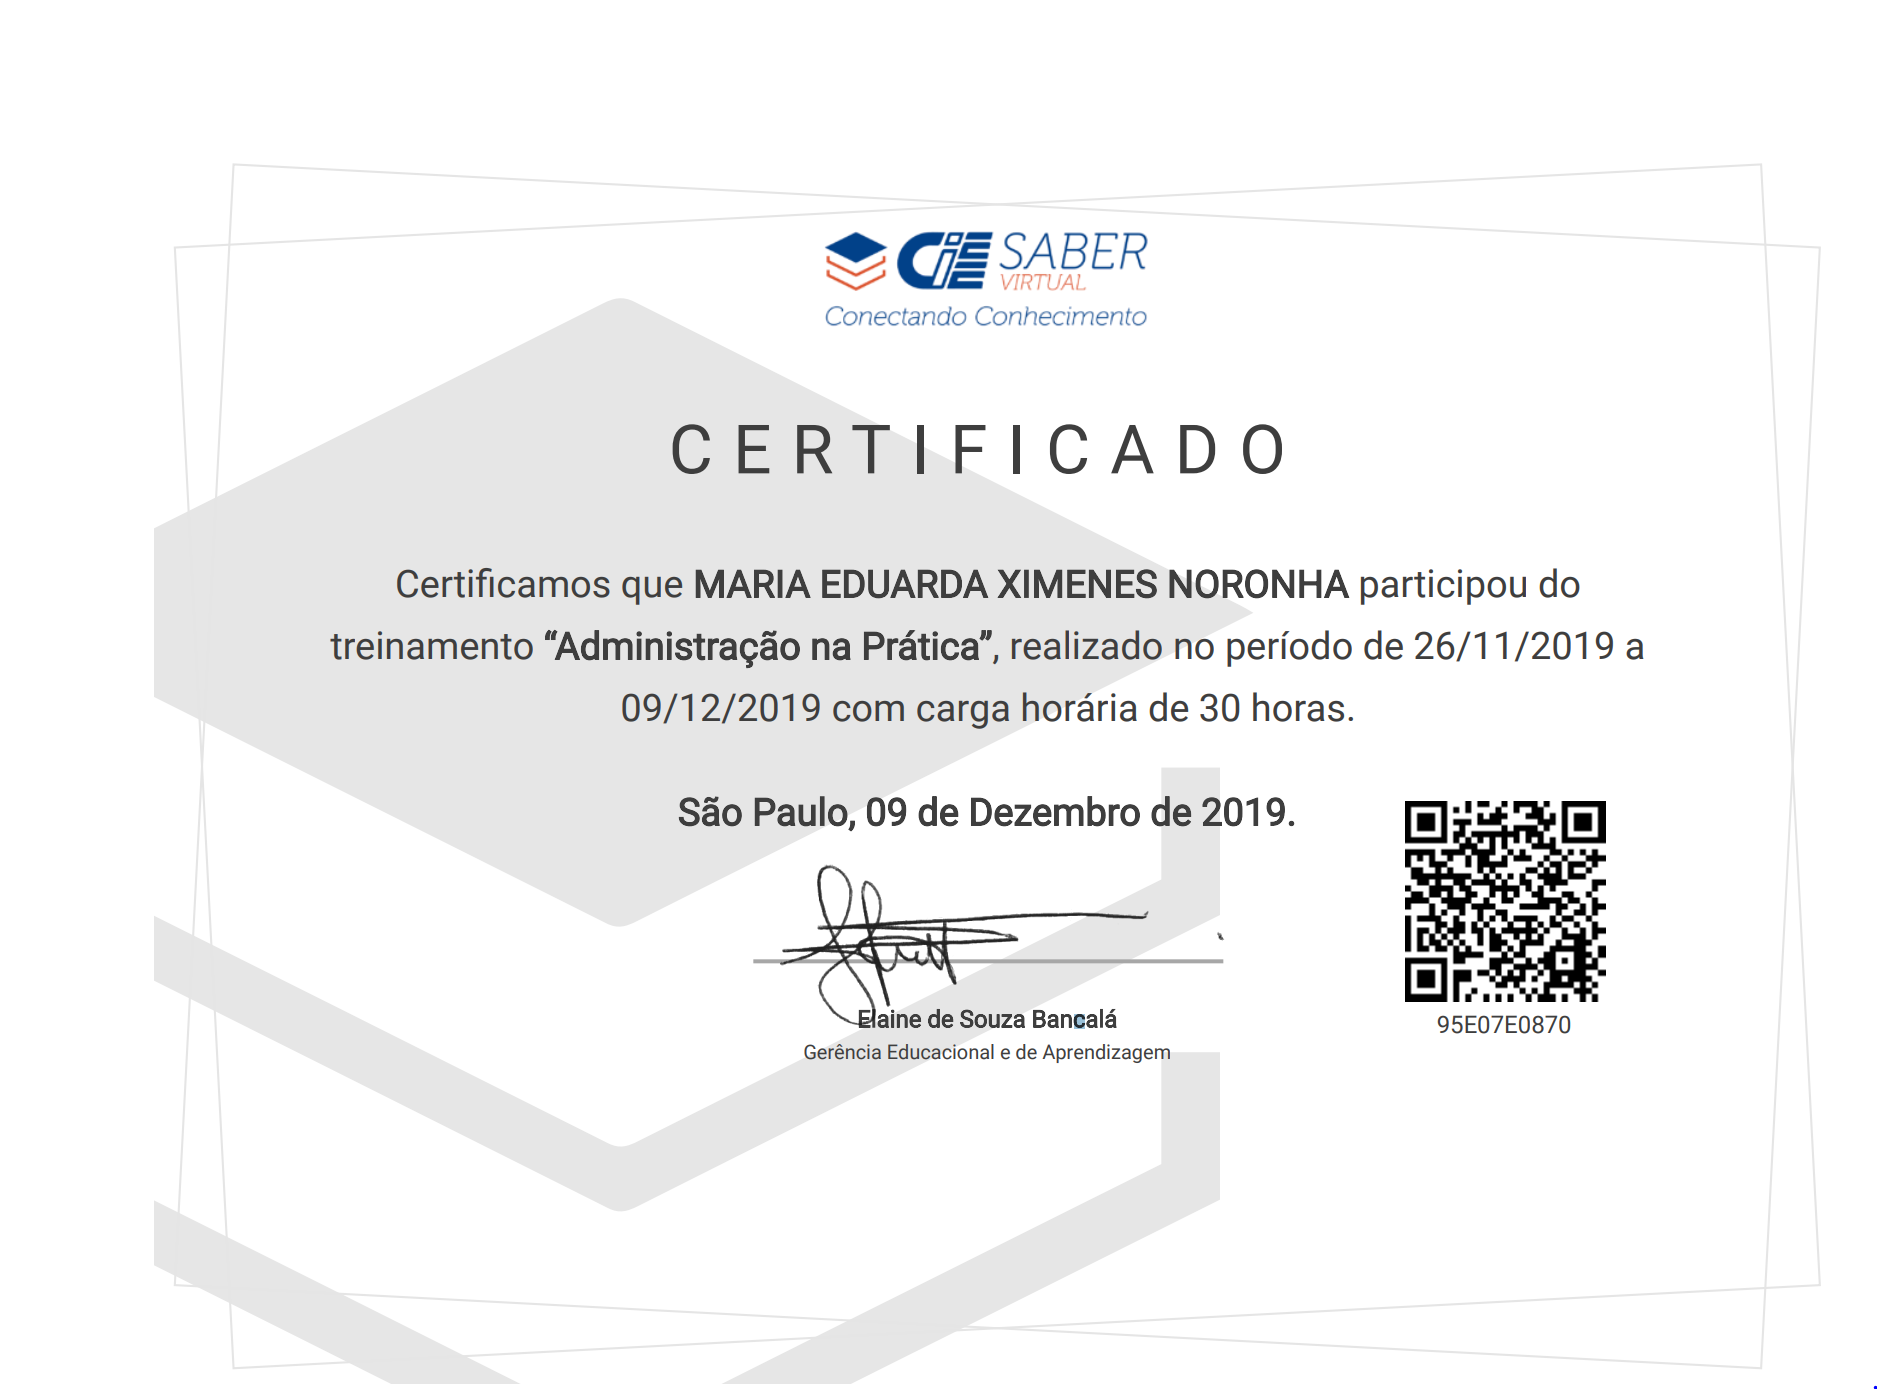 CIEE SABER
VIRTUAL
Conectando Conhecimento
CERTIFICADO
Certificamos que MARIA EDUARDA XIMENES NORONHA participou do
treinamento “Administração na Prática”, realizado no período de 26/11/2019 a
09/12/2019 com carga horária de 30 horas.
São Paulo, 09 de Dezembro de 2019.
Elaine de Souza Bancalá
Gerência Educacional e de Aprendizagem
95E07E0870